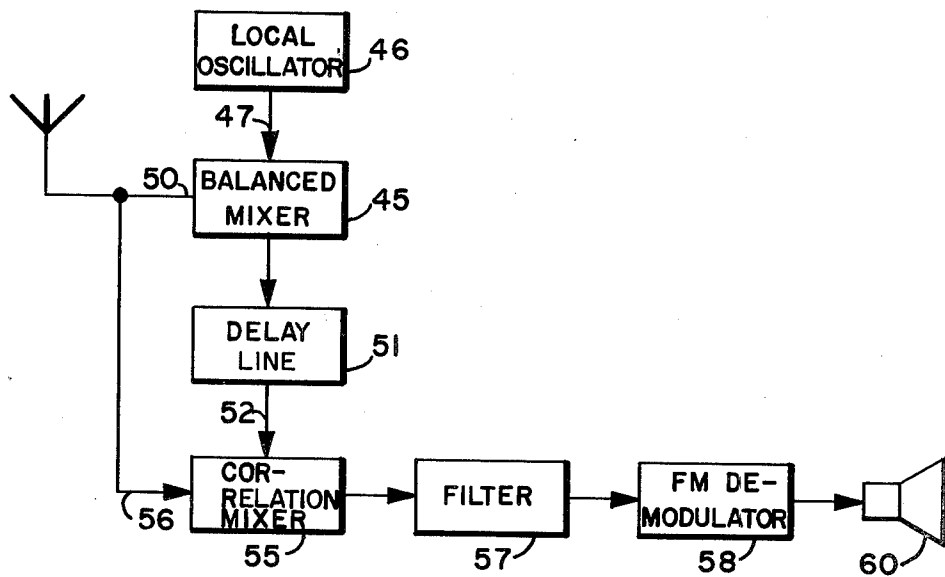 LOCAL
OSCILLATOR
46
47
50
BALANCED
MIXER
45
DELAY
LINE
51
52
COR-
RELATION
MIXER
56
55
FILTER
57
FM DE-
MODULATOR
58
60